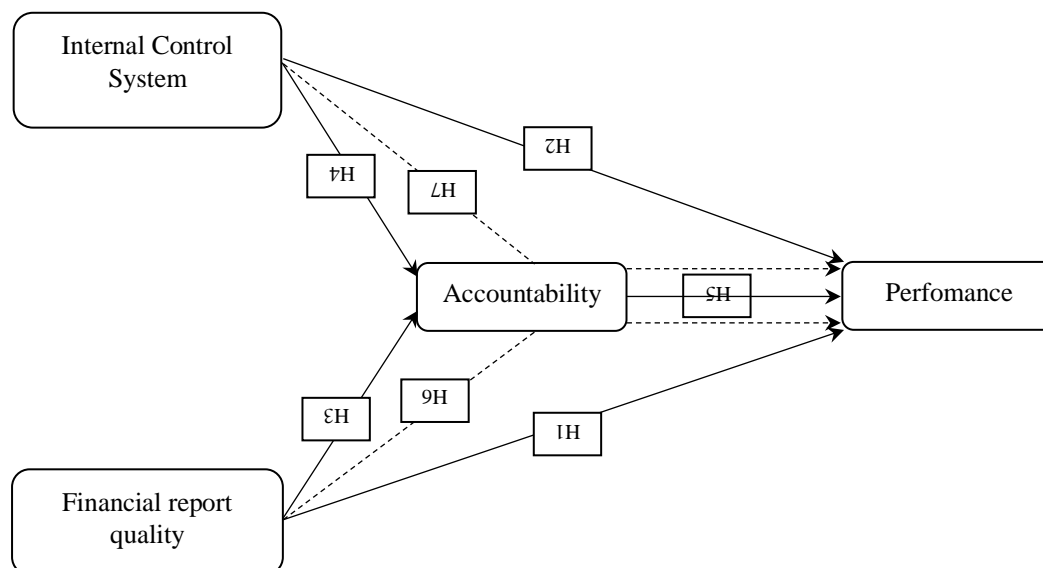 Internal Control
System
H2
H4
H7
Accountability
H5
Perfomance
H6
H3
H1
Financial report
quality